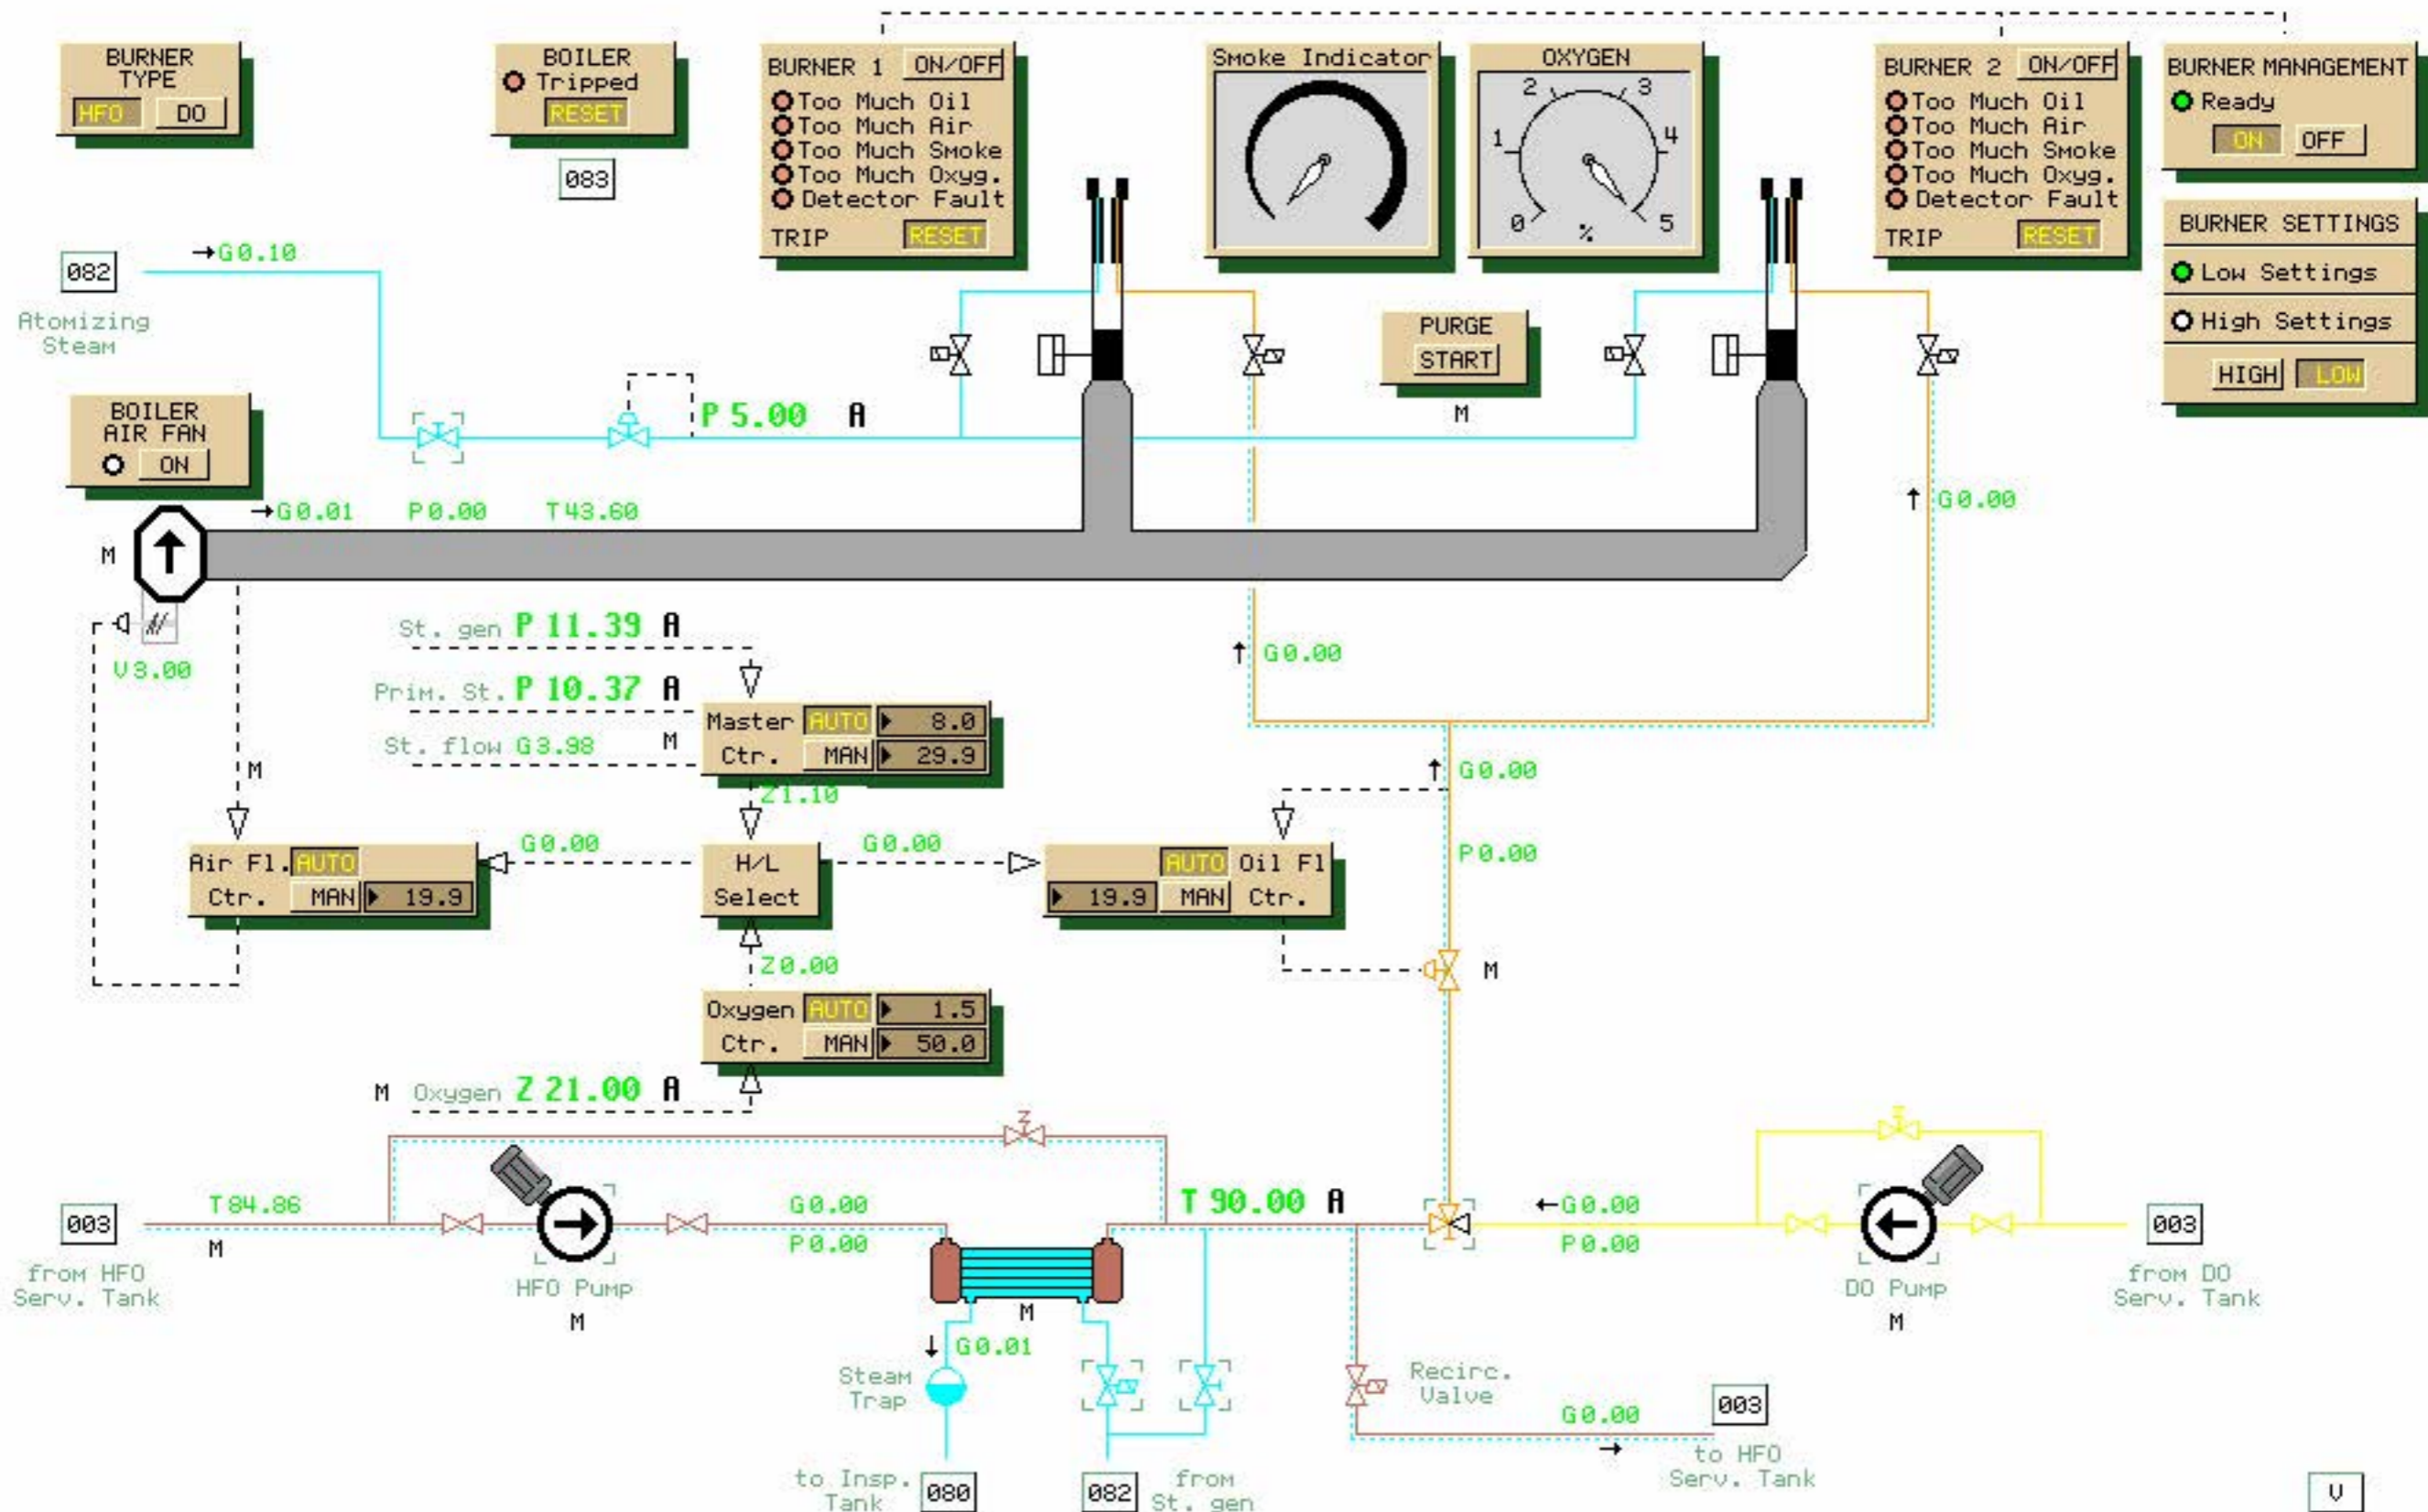 BURNER
TYPE
HFO DO
BOILER
Tripped
RESET
083
BURNER 1 ON/OFF
Too Much Oil
Too Much Air
Too Much Smoke
Too Much Oxyg.
Detector Fault
TRIP RESET
Smoke Indicator
OXYGEN
0 1 2 3 4 5
%
BURNER 2 ON/OFF
Too Much Oil
Too Much Air
Too Much Smoke
Too Much Oxyg.
Detector Fault
TRIP RESET
BURNER MANAGEMENT
Ready
ON OFF
BURNER SETTINGS
Low Settings
High Settings
HIGH LOW
082
→G0.10
Atomizing
Steam
PURGE
START
M
BOILER
AIR FAN
ON
P 5.00 A
→G0.01 P0.00 T43.60
M
↑ G0.00
V3.00
St. gen P 11.39 A
Prim. St. P 10.37 A
St. flow G3.98 M
↑ G0.00
Master AUTO 8.0
Ctr. MAN 29.9
Z1.10
M
↑ G0.00
P0.00
Air Fl. AUTO
Ctr. MAN 19.9
G0.00
H/L
Select
G0.00
AUTO Oil Fl
19.9 MAN Ctr.
Z0.00
M
Oxygen AUTO 1.5
Ctr. MAN 50.0
M Oxygen Z 21.00 A
003
T84.86
M
from HFO
Serv. Tank
HFO Pump
M
G0.00
P0.00
T 90.00 A
M
←G0.00
P0.00
DO Pump
M
003
from DO
Serv. Tank
↓ G0.01
Steam
Trap
Recirc.
Valve
G0.00
→
003
to HFO
Serv. Tank
to Insp.
Tank
080
082
from
St. gen
V